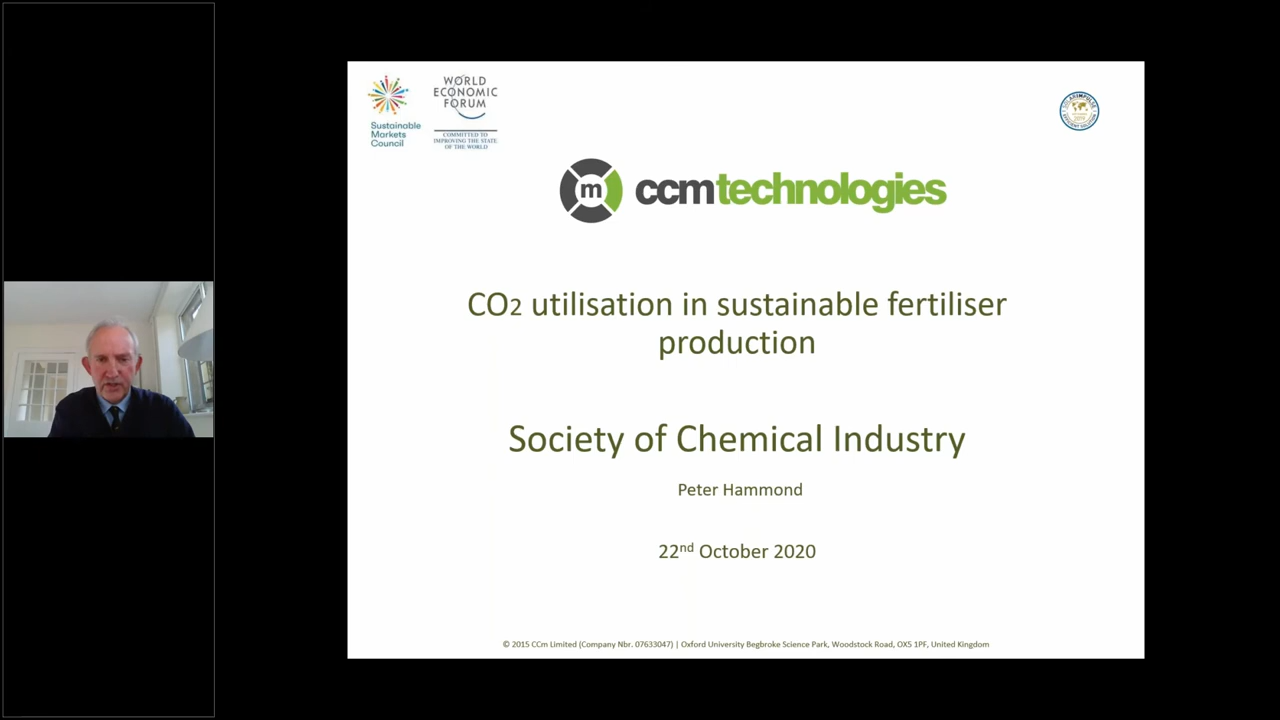 Sustainable
Markets
Council
WORLD
ECONOMIC
FORUM
COMMITTED TO
IMPROVING THE STATE
OF THE WORLD
m ccmtechnologies
CO2 utilisation in sustainable fertiliser
production
Society of Chemical Industry
Peter Hammond
22nd October 2020
© 2015 CCm Limited (Company Nbr. 07633047) | Oxford University Begbroke Science Park, Woodstock Road, OX5 1PF, United Kingdom